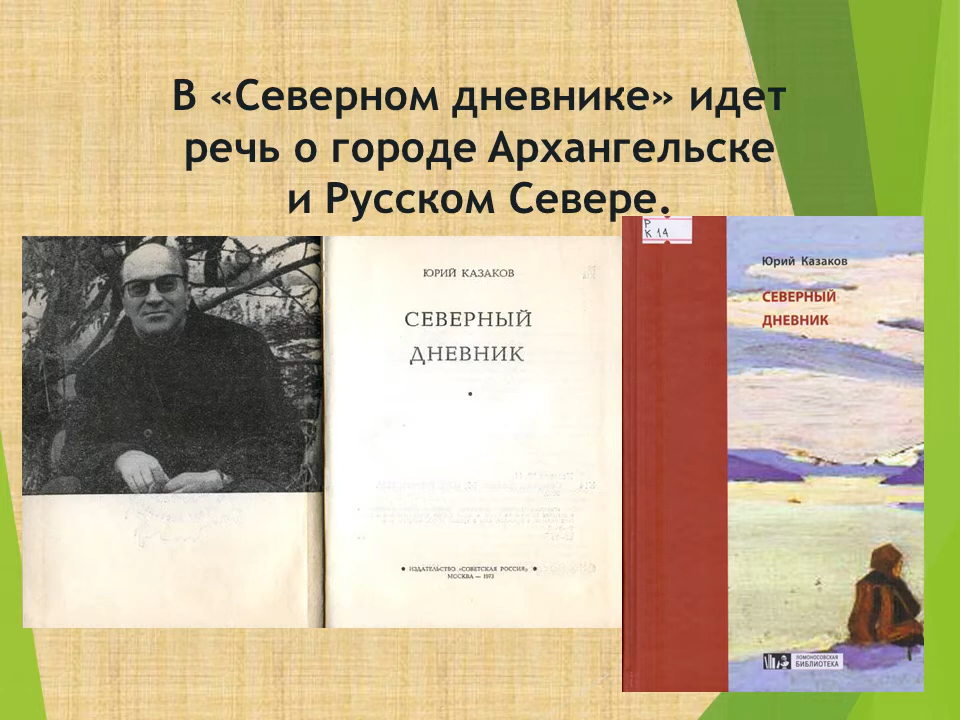 В «Северном дневнике» идет
речь о городе Архангельске
и Русском Севере.
ЮРИЙ КАЗАКОВ
СЕВЕРНЫЙ
ДНЕВНИК
• ИЗДАТЕЛЬСТВО «СОВЕТСКАЯ РОССИЯ» •
МОСКВА — 1973
Р
К 14
Юрий Казаков
СЕВЕРНЫЙ
ДНЕВНИК
ЛОМОНОСОВСКАЯ
БИБЛИОТЕКА